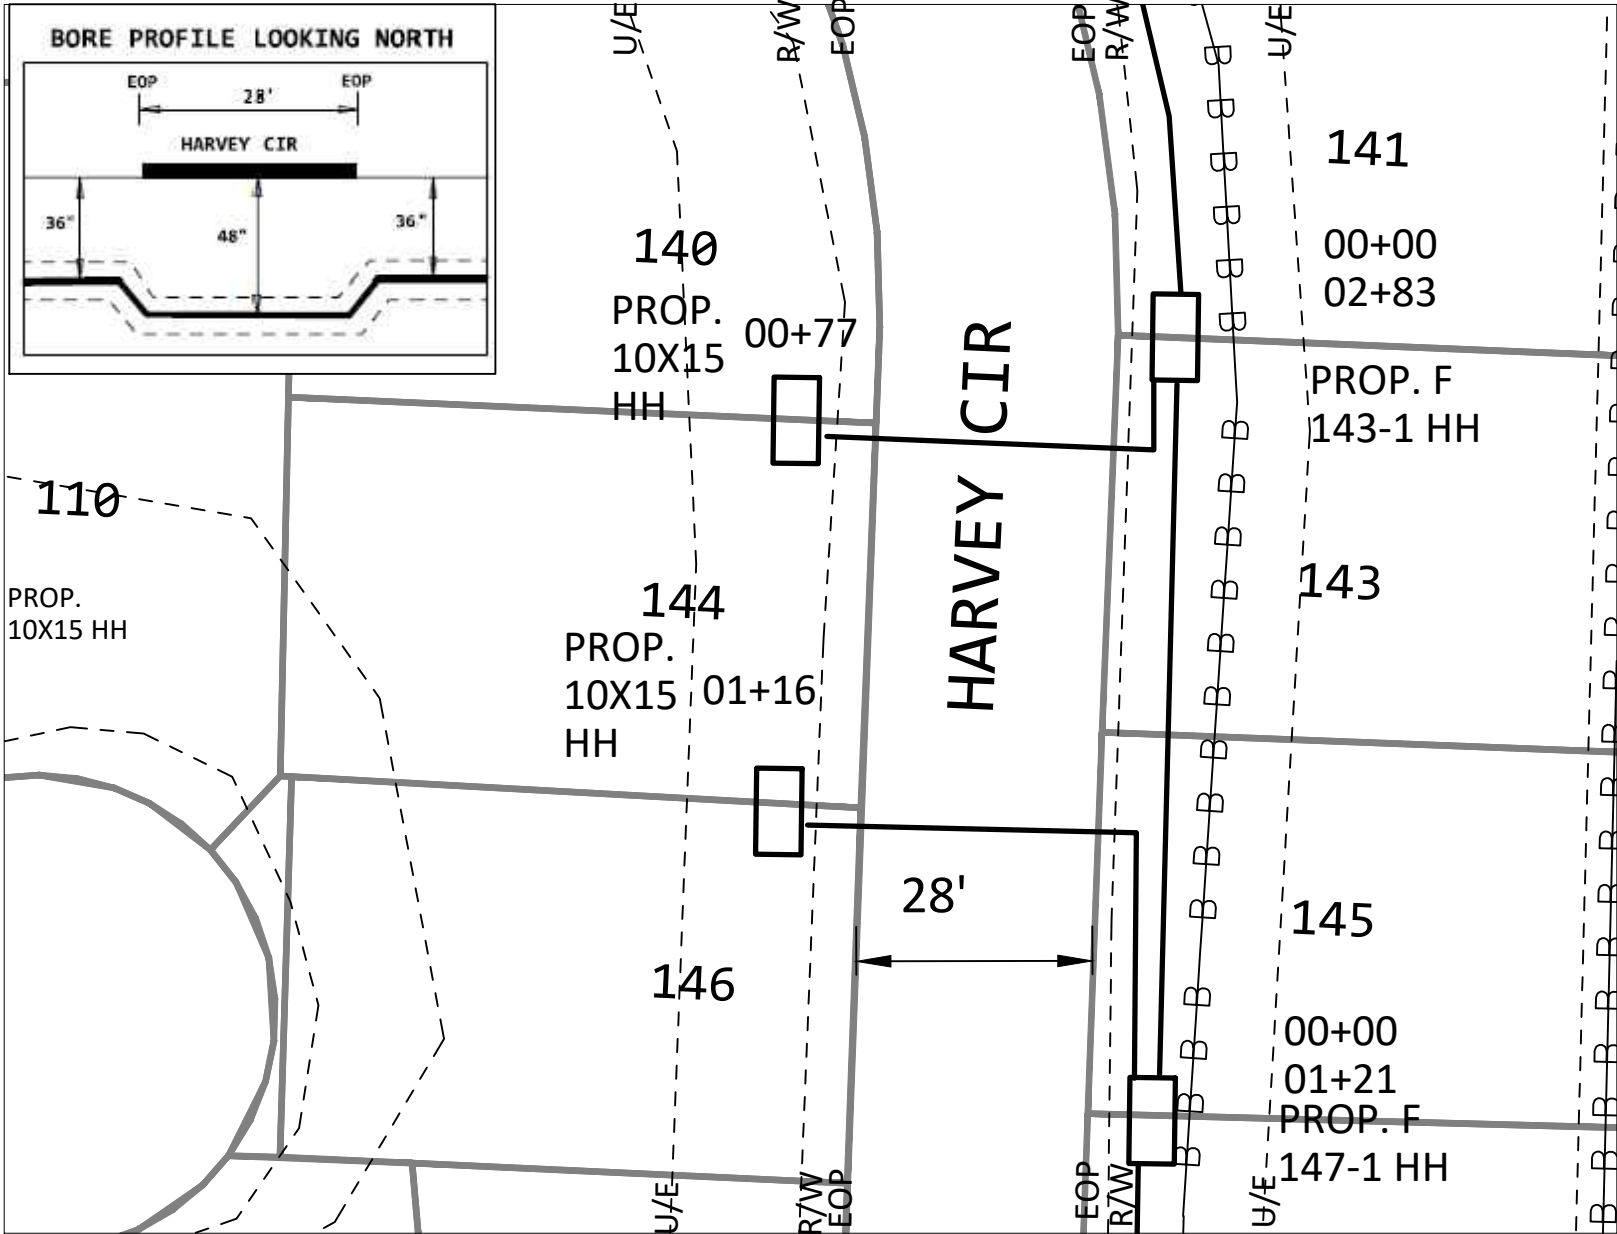 BORE PROFILE LOOKING NORTH
EOP
EOP
28'
HARVEY CIR
36"
48"
36"
U/E
R/W
EOP
EOP
R/W
U/E
141
00+00
02+83
140
PROP.
10X15
HH
00+77
PROP. F
143-1 HH
HARVEY CIR
110
PROP.
10X15 HH
144
PROP.
10X15
HH
01+16
143
28'
145
146
00+00
01+21
PROP. F
147-1 HH
U/E
R/W
EOP
EOP
R/W
U/E
B B B B B B B B B B B B B B B B B B B B B
B B B B B B B B B B B B B B B B B B B B